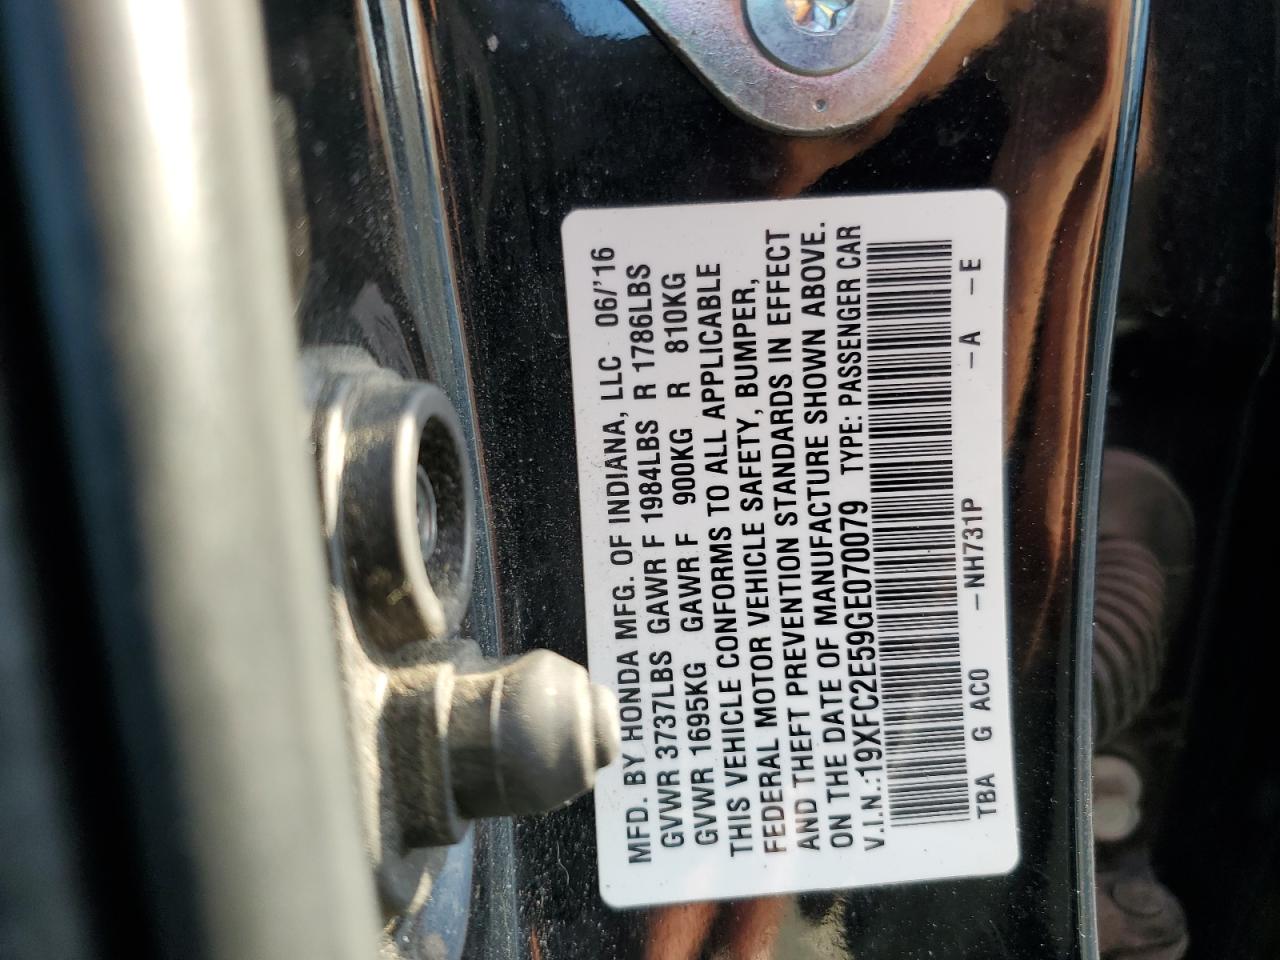 MFD. BY HONDA MFG. OF INDIANA, LLC 06/'16
GVWR 3737LBS GAWR F 1984LBS R 1786LBS
GVWR 1695KG GAWR F 900KG R 810KG
THIS VEHICLE CONFORMS TO ALL APPLICABLE
FEDERAL MOTOR VEHICLE SAFETY, BUMPER,
AND THEFT PREVENTION STANDARDS IN EFFECT
ON THE DATE OF MANUFACTURE SHOWN ABOVE.
V.I.N.:19XFC2E59GE070079 TYPE: PASSENGER CAR
TBA G AC0 -NH731P -A -E